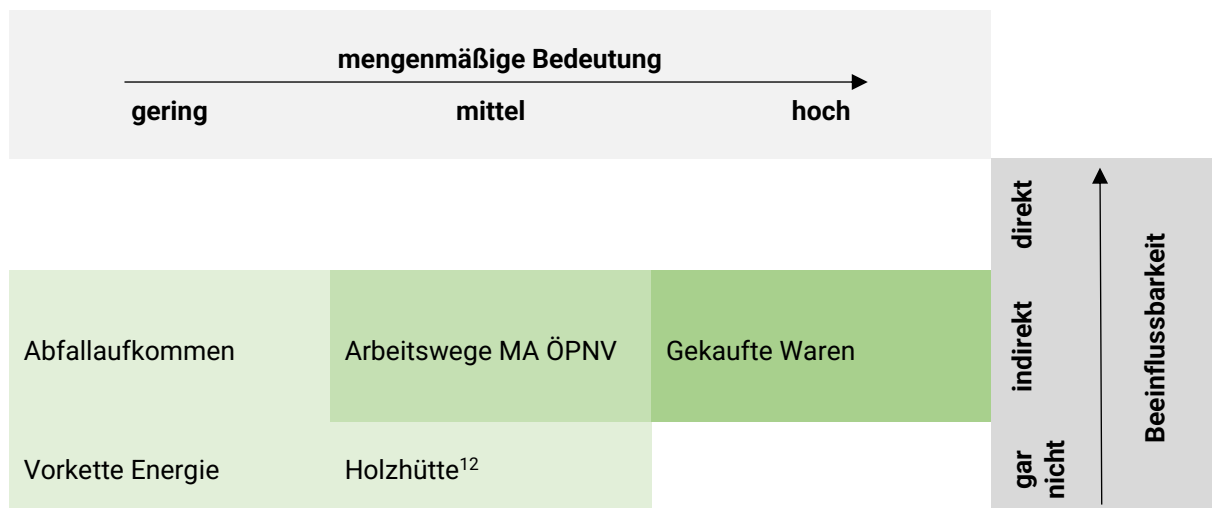 mengenmäßige Bedeutung
gering mittel hoch
direkt
Abfallaufkommen Arbeitswege MA ÖPNV Gekaufte Waren
indirekt
Vorkette Energie Holzhütte¹²
gar
nicht
Beeinflussbarkeit